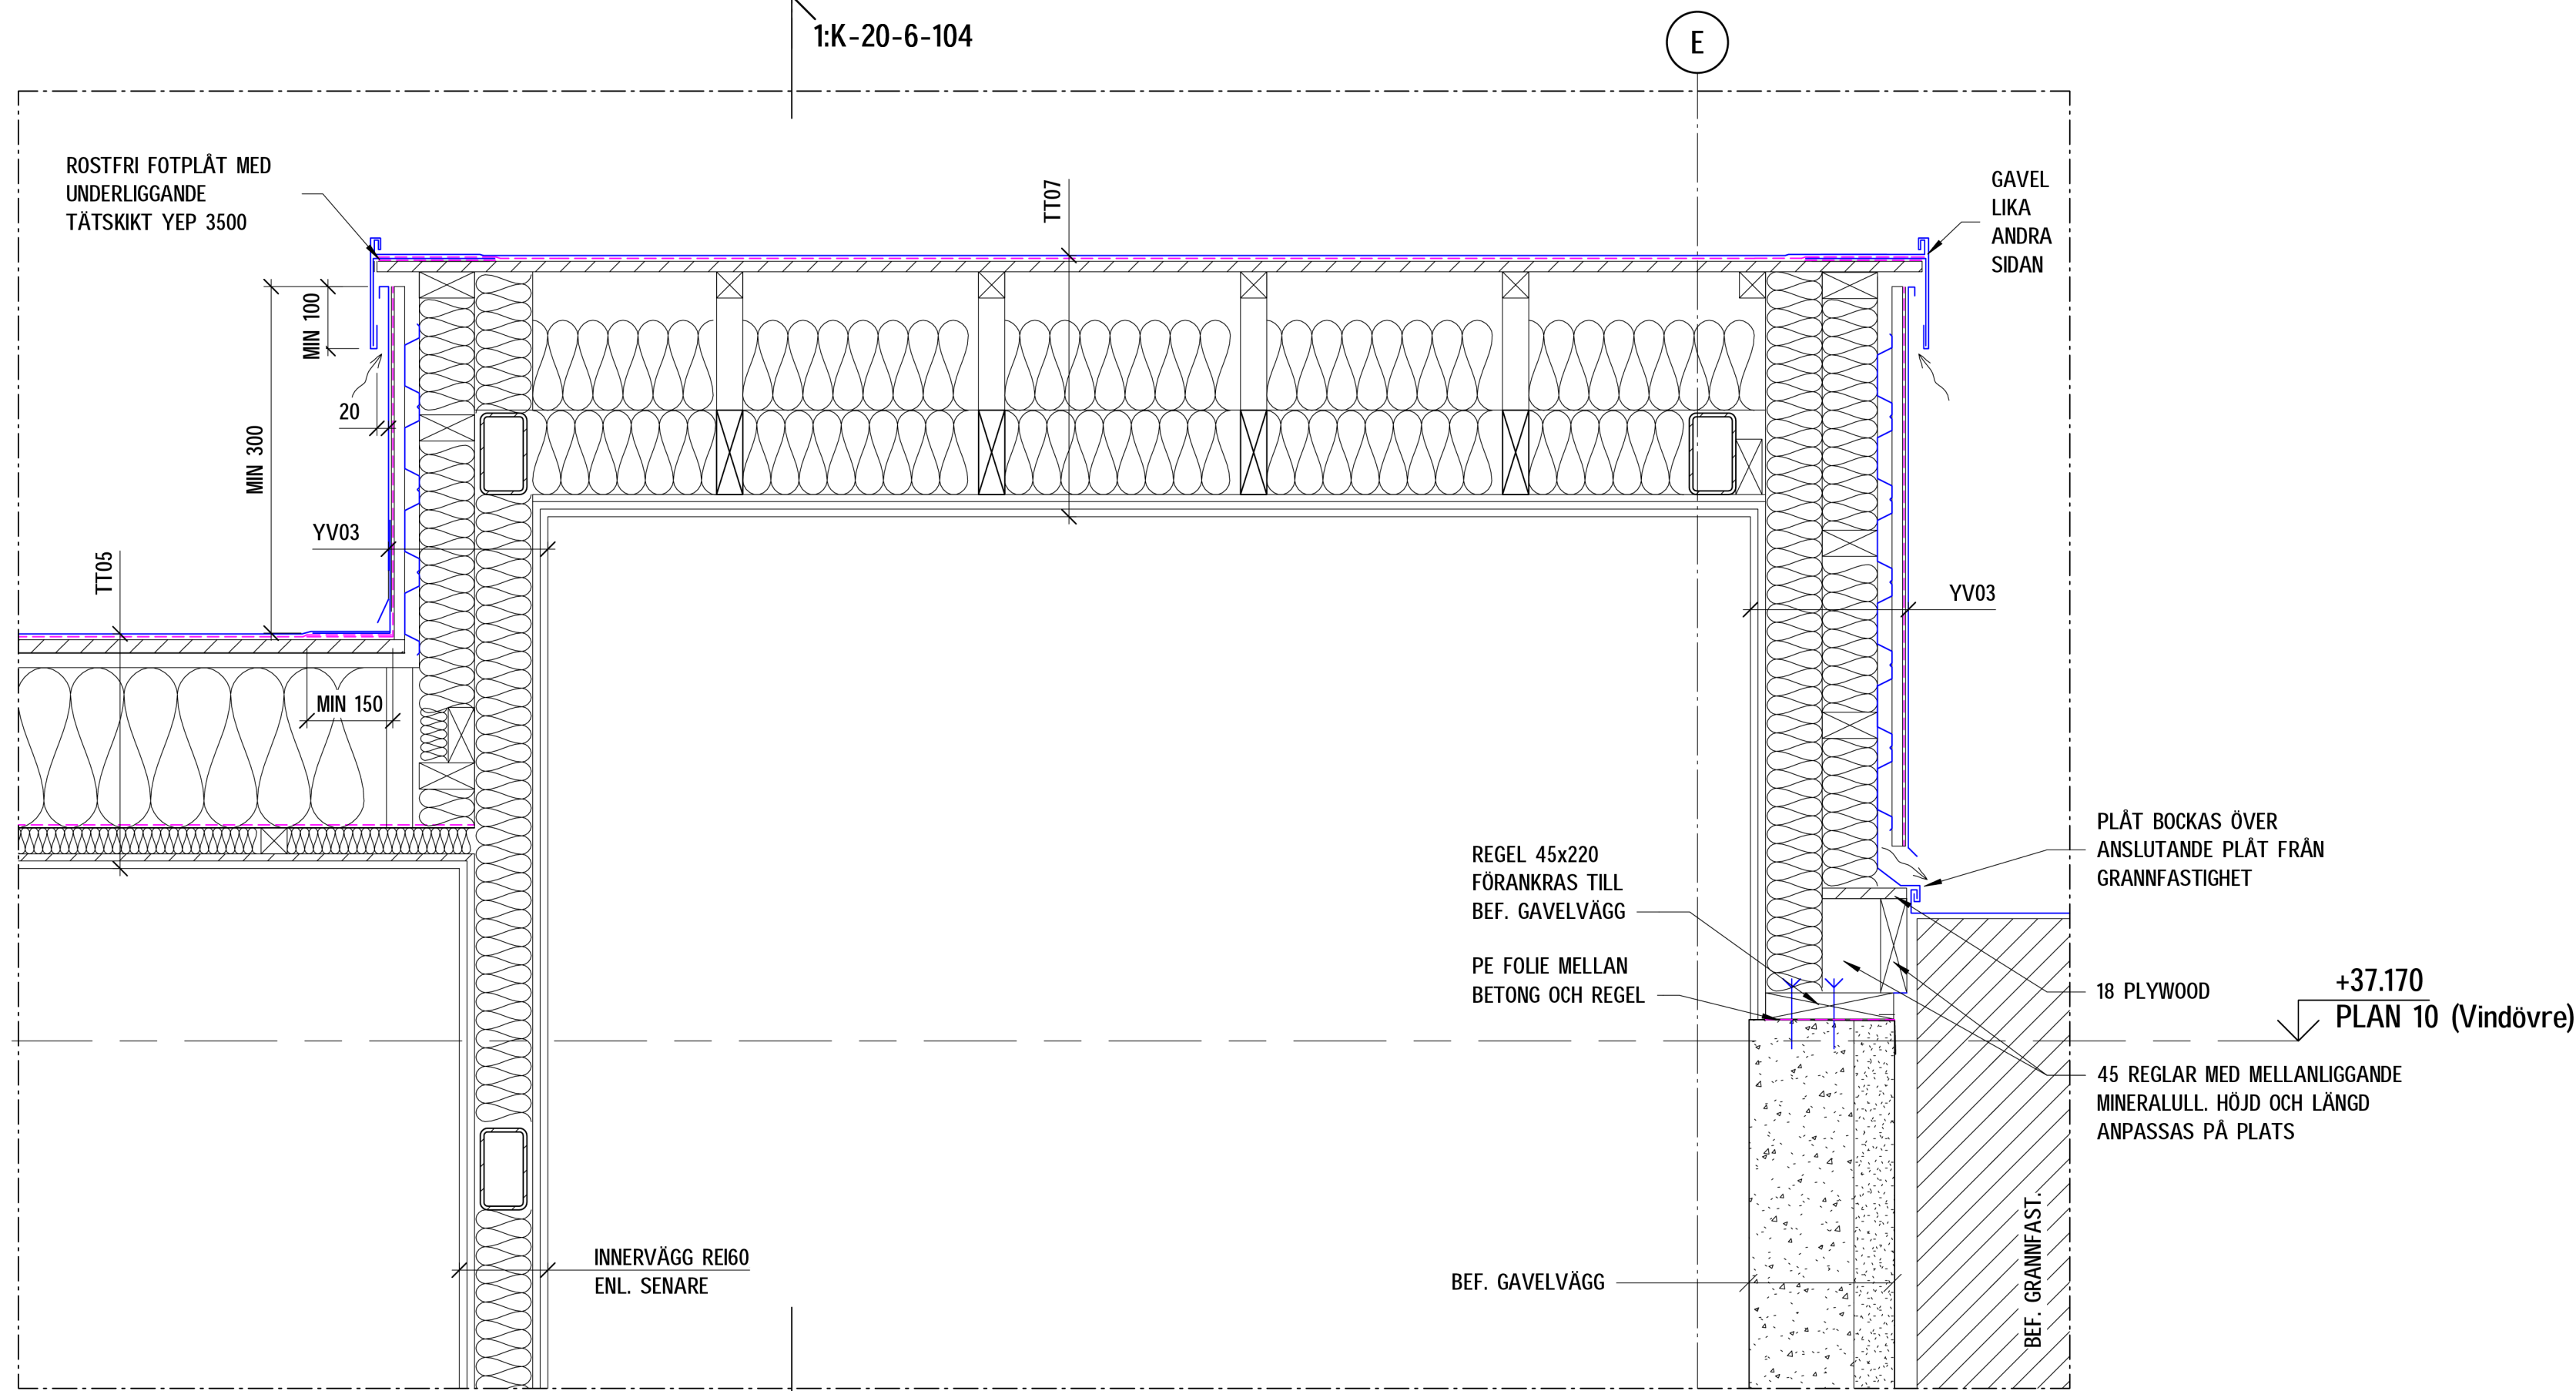 1:K-20-6-104
E
ROSTFRI FOTPLÅT MED
UNDERLIGGANDE
TÄTSKIKT YEP 3500
TT07
GAVEL
LIKA
ANDRA
SIDAN
MIN 100
MIN 300
20
YV03
TT05
YV03
MIN 150
PLÅT BOCKAS ÖVER
ANSLUTANDE PLÅT FRÅN
GRANNFASTIGHET
REGEL 45x220
FÖRANKRAS TILL
BEF. GAVELVÄGG
PE FOLIE MELLAN
BETONG OCH REGEL
18 PLYWOOD
+37.170
PLAN 10 (Vindövre)
45 REGLAR MED MELLANLIGGANDE
MINERALULL. HÖJD OCH LÄNGD
ANPASSAS PÅ PLATS
INNERVÄGG REI60
ENL. SENARE
BEF. GAVELVÄGG
BEF. GRANNFAST.